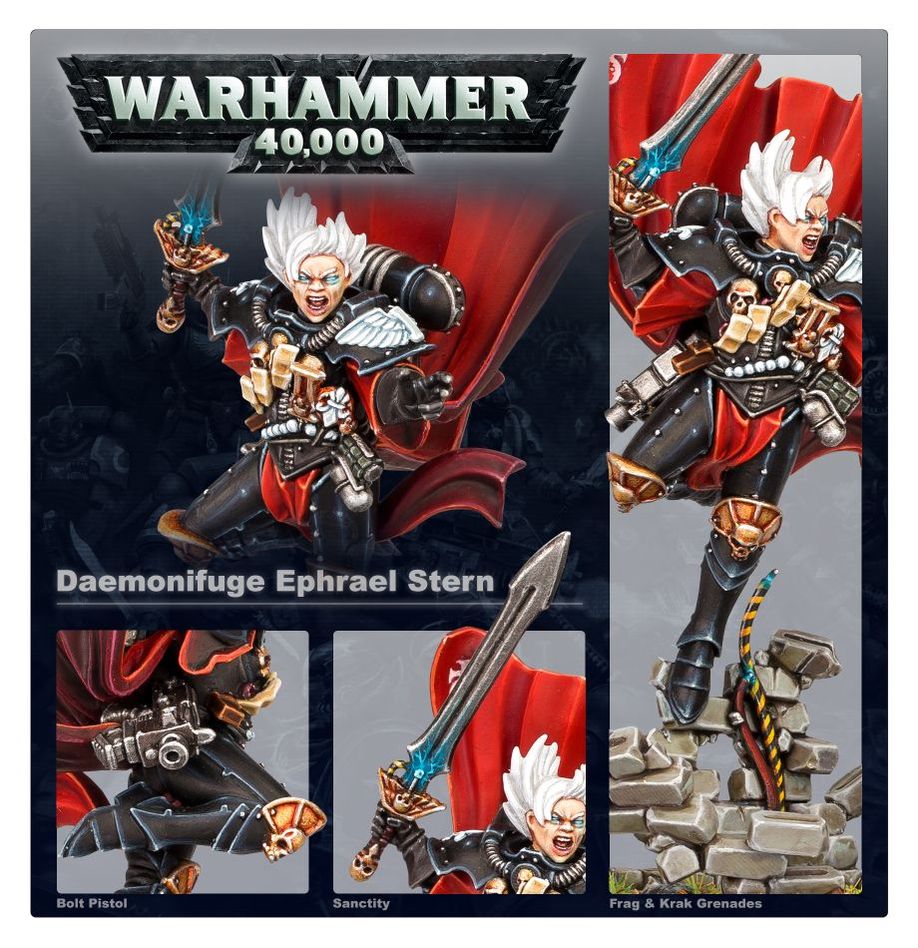 WARHAMMER
40,000
Daemonifuge Ephrael Stern
Bolt Pistol
Sanctity
Frag & Krak Grenades